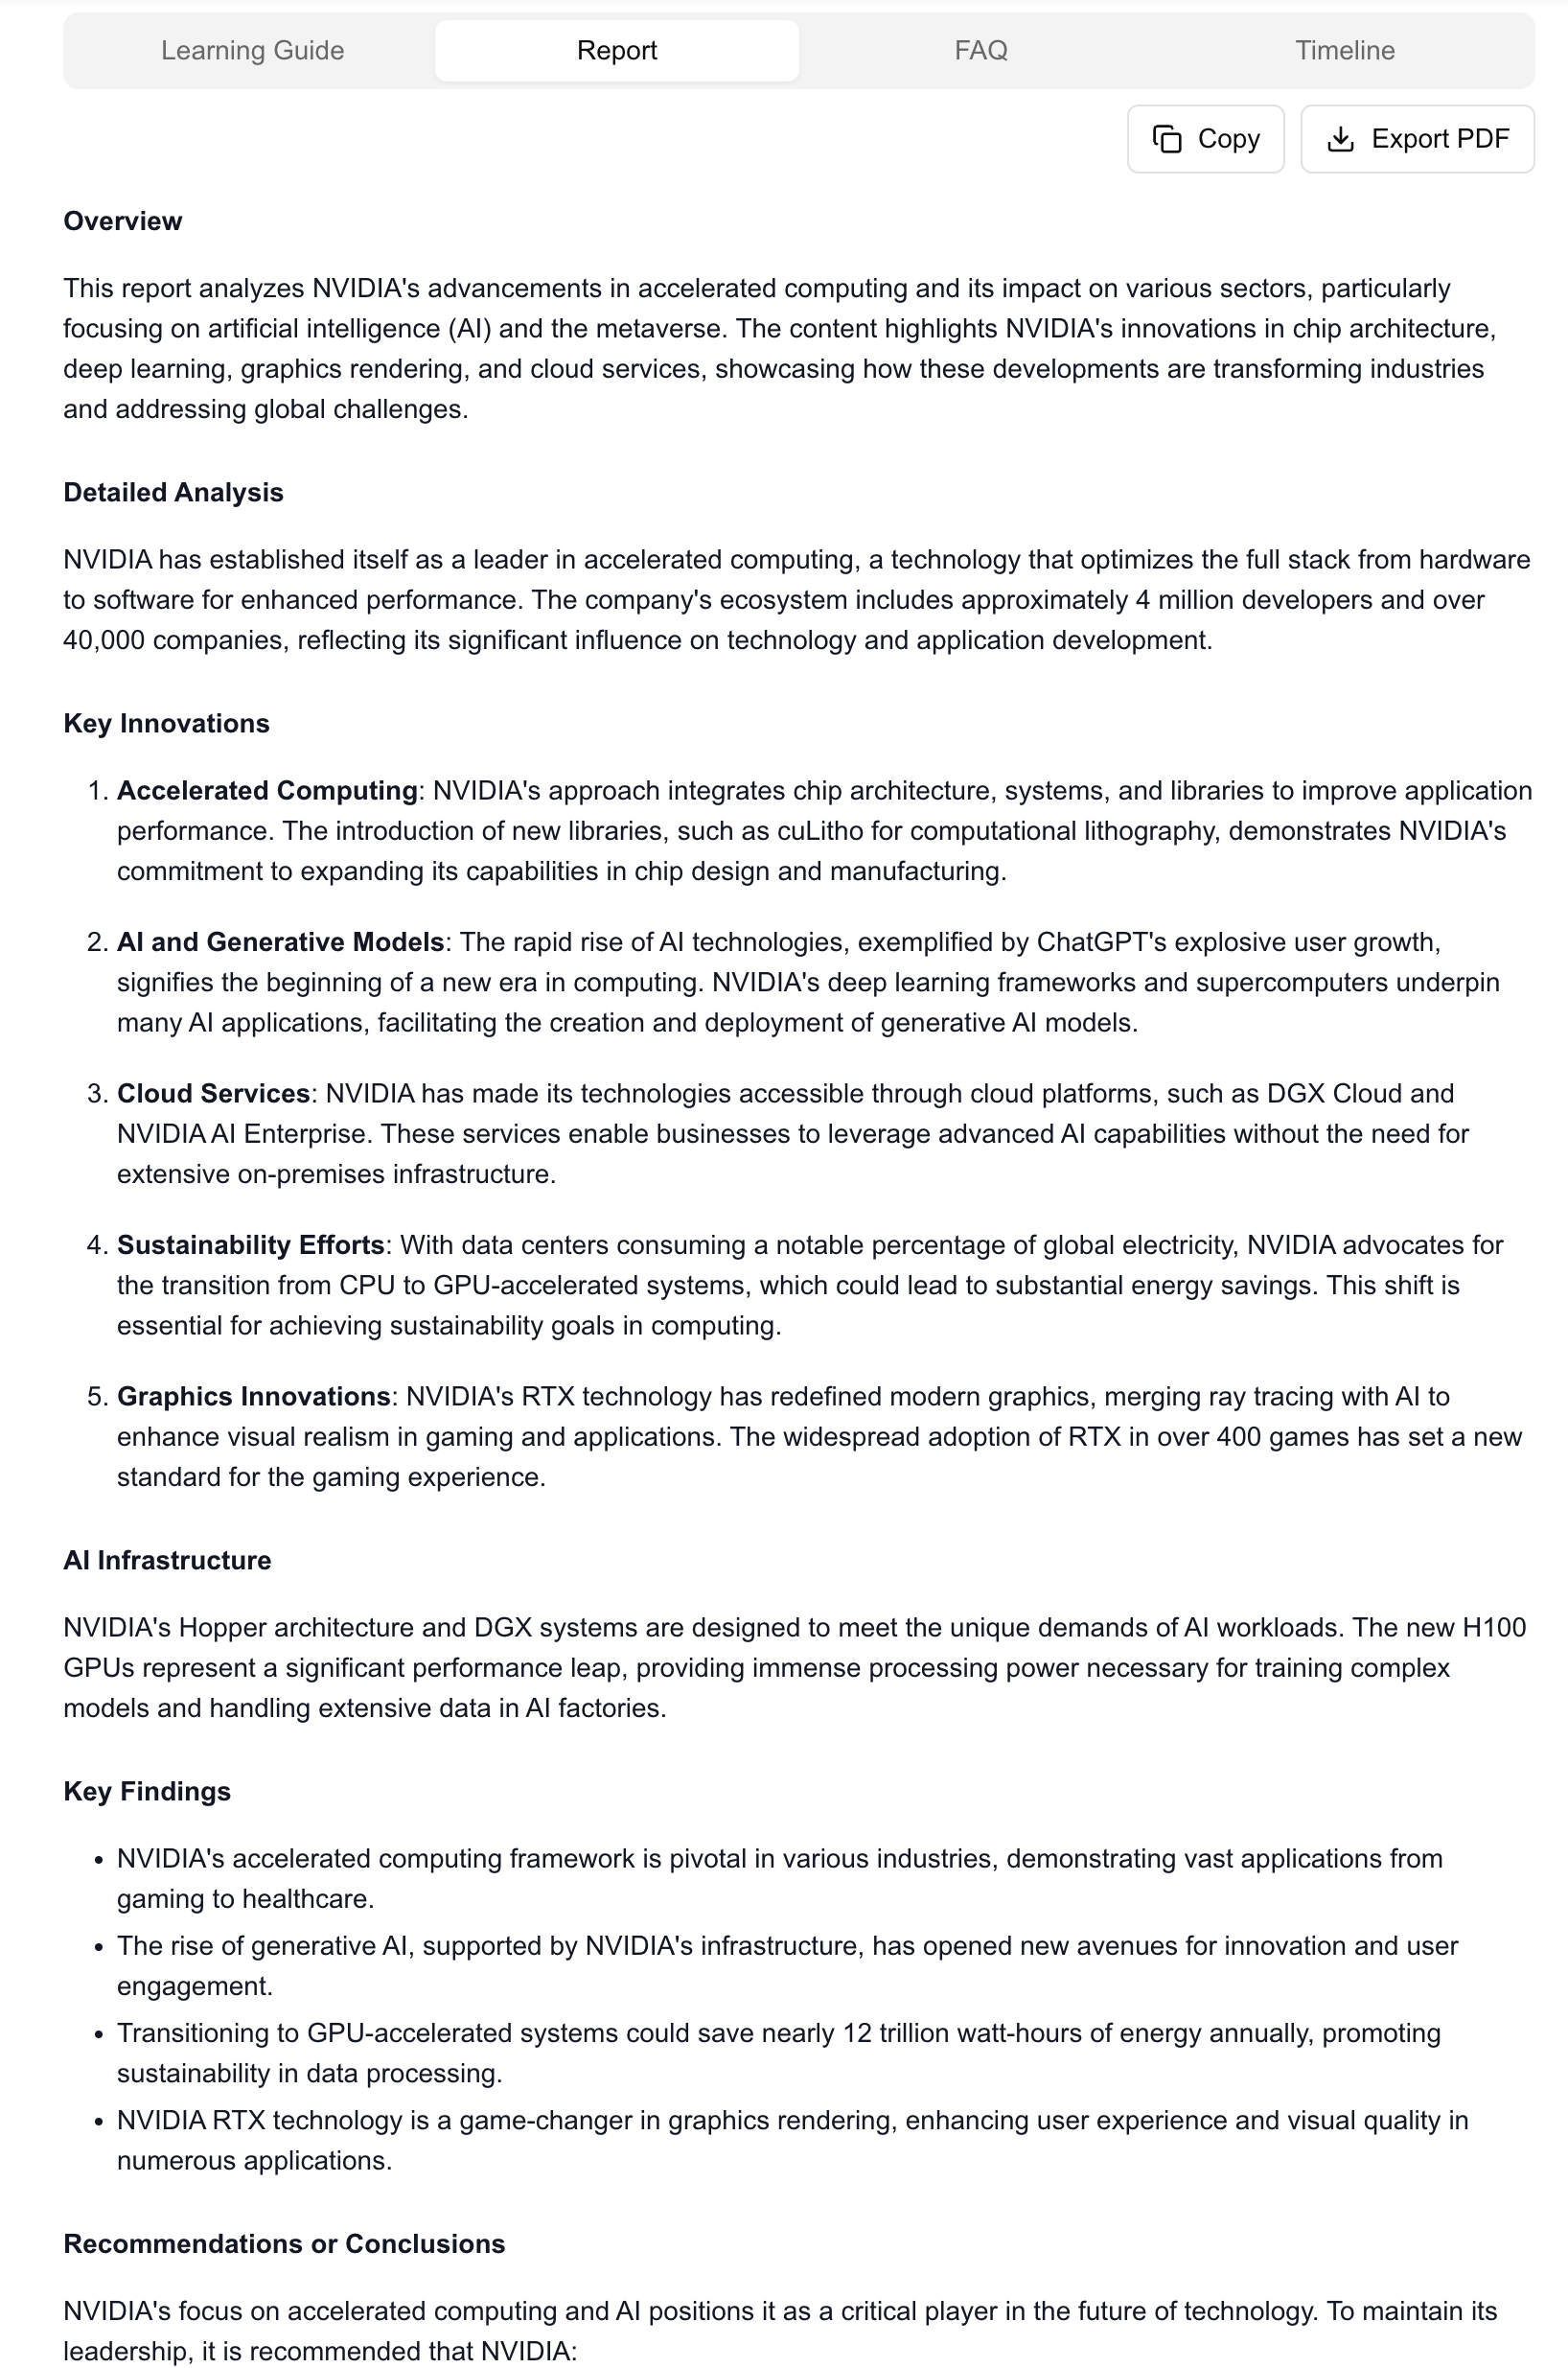 Learning Guide
Report
FAQ
Timeline
Copy
Export PDF
Overview
This report analyzes NVIDIA's advancements in accelerated computing and its impact on various sectors, particularly
focusing on artificial intelligence (AI) and the metaverse. The content highlights NVIDIA's innovations in chip architecture,
deep learning, graphics rendering, and cloud services, showcasing how these developments are transforming industries
and addressing global challenges.
Detailed Analysis
NVIDIA has established itself as a leader in accelerated computing, a technology that optimizes the full stack from hardware
to software for enhanced performance. The company's ecosystem includes approximately 4 million developers and over
40,000 companies, reflecting its significant influence on technology and application development.
Key Innovations
1. Accelerated Computing: NVIDIA's approach integrates chip architecture, systems, and libraries to improve application
performance. The introduction of new libraries, such as cuLitho for computational lithography, demonstrates NVIDIA's
commitment to expanding its capabilities in chip design and manufacturing.
2. AI and Generative Models: The rapid rise of AI technologies, exemplified by ChatGPT's explosive user growth,
signifies the beginning of a new era in computing. NVIDIA's deep learning frameworks and supercomputers underpin
many AI applications, facilitating the creation and deployment of generative AI models.
3. Cloud Services: NVIDIA has made its technologies accessible through cloud platforms, such as DGX Cloud and
NVIDIA AI Enterprise. These services enable businesses to leverage advanced AI capabilities without the need for
extensive on-premises infrastructure.
4. Sustainability Efforts: With data centers consuming a notable percentage of global electricity, NVIDIA advocates for
the transition from CPU to GPU-accelerated systems, which could lead to substantial energy savings. This shift is
essential for achieving sustainability goals in computing.
5. Graphics Innovations: NVIDIA's RTX technology has redefined modern graphics, merging ray tracing with AI to
enhance visual realism in gaming and applications. The widespread adoption of RTX in over 400 games has set a new
standard for the gaming experience.
AI Infrastructure
NVIDIA's Hopper architecture and DGX systems are designed to meet the unique demands of AI workloads. The new H100
GPUs represent a significant performance leap, providing immense processing power necessary for training complex
models and handling extensive data in AI factories.
Key Findings
• NVIDIA's accelerated computing framework is pivotal in various industries, demonstrating vast applications from
gaming to healthcare.
• The rise of generative AI, supported by NVIDIA's infrastructure, has opened new avenues for innovation and user
engagement.
• Transitioning to GPU-accelerated systems could save nearly 12 trillion watt-hours of energy annually, promoting
sustainability in data processing.
• NVIDIA RTX technology is a game-changer in graphics rendering, enhancing user experience and visual quality in
numerous applications.
Recommendations or Conclusions
NVIDIA's focus on accelerated computing and AI positions it as a critical player in the future of technology. To maintain its
leadership, it is recommended that NVIDIA: